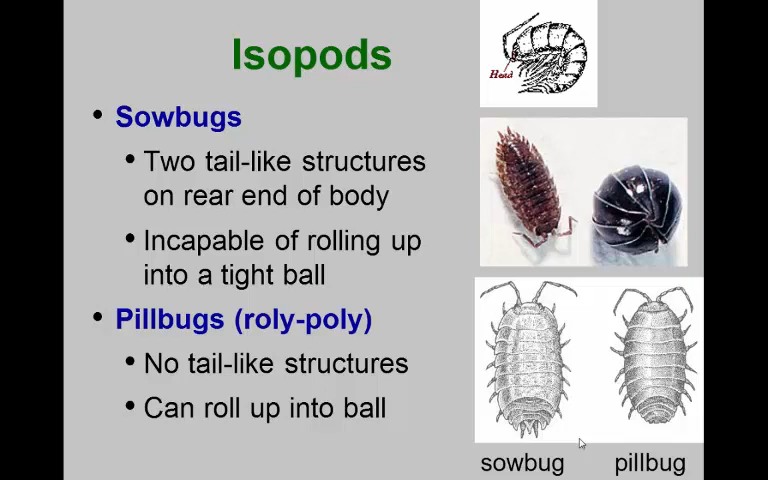 Isopods
• Sowbugs
• Two tail-like structures
on rear end of body
• Incapable of rolling up
into a tight ball
• Pillbugs (roly-poly)
• No tail-like structures
• Can roll up into ball
Head
sowbug
pillbug